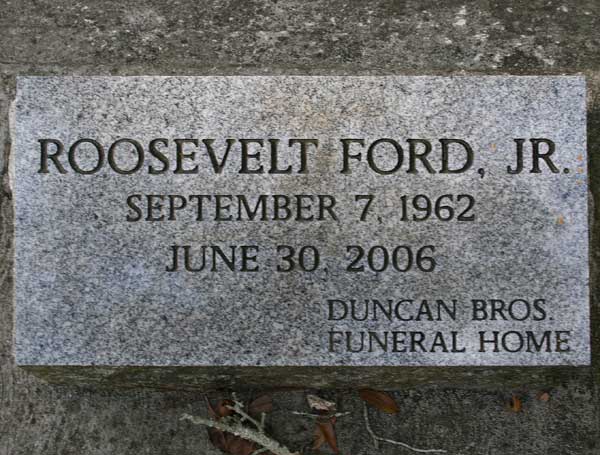 ROOSEVELT FORD, JR.
SEPTEMBER 7, 1962
JUNE 30, 2006
DUNCAN BROS.
FUNERAL HOME